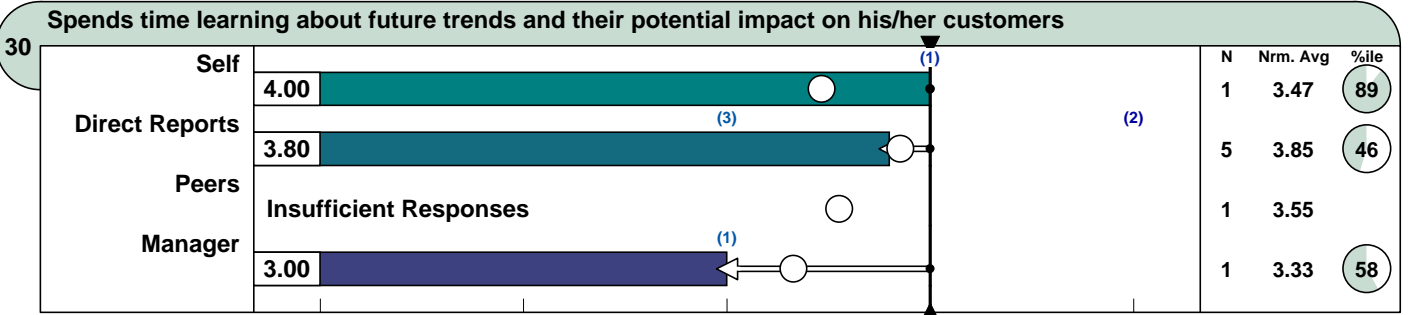 Spends time learning about future trends and their potential impact on his/her customers
30
N Nrm. Avg %ile
Self (1)
4.00 1 3.47 89
Direct Reports (3) (2)
3.80 5 3.85 46
Peers
Insufficient Responses 1 3.55
Manager (1)
3.00 1 3.33 58